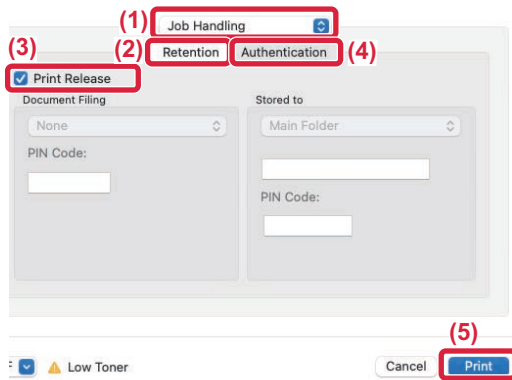 (1) Job Handling
(3) (2) Retention Authentication (4)
Print Release
Document Filing Stored to
None Main Folder
PIN Code:
PIN Code:
(5)
Low Toner Cancel Print